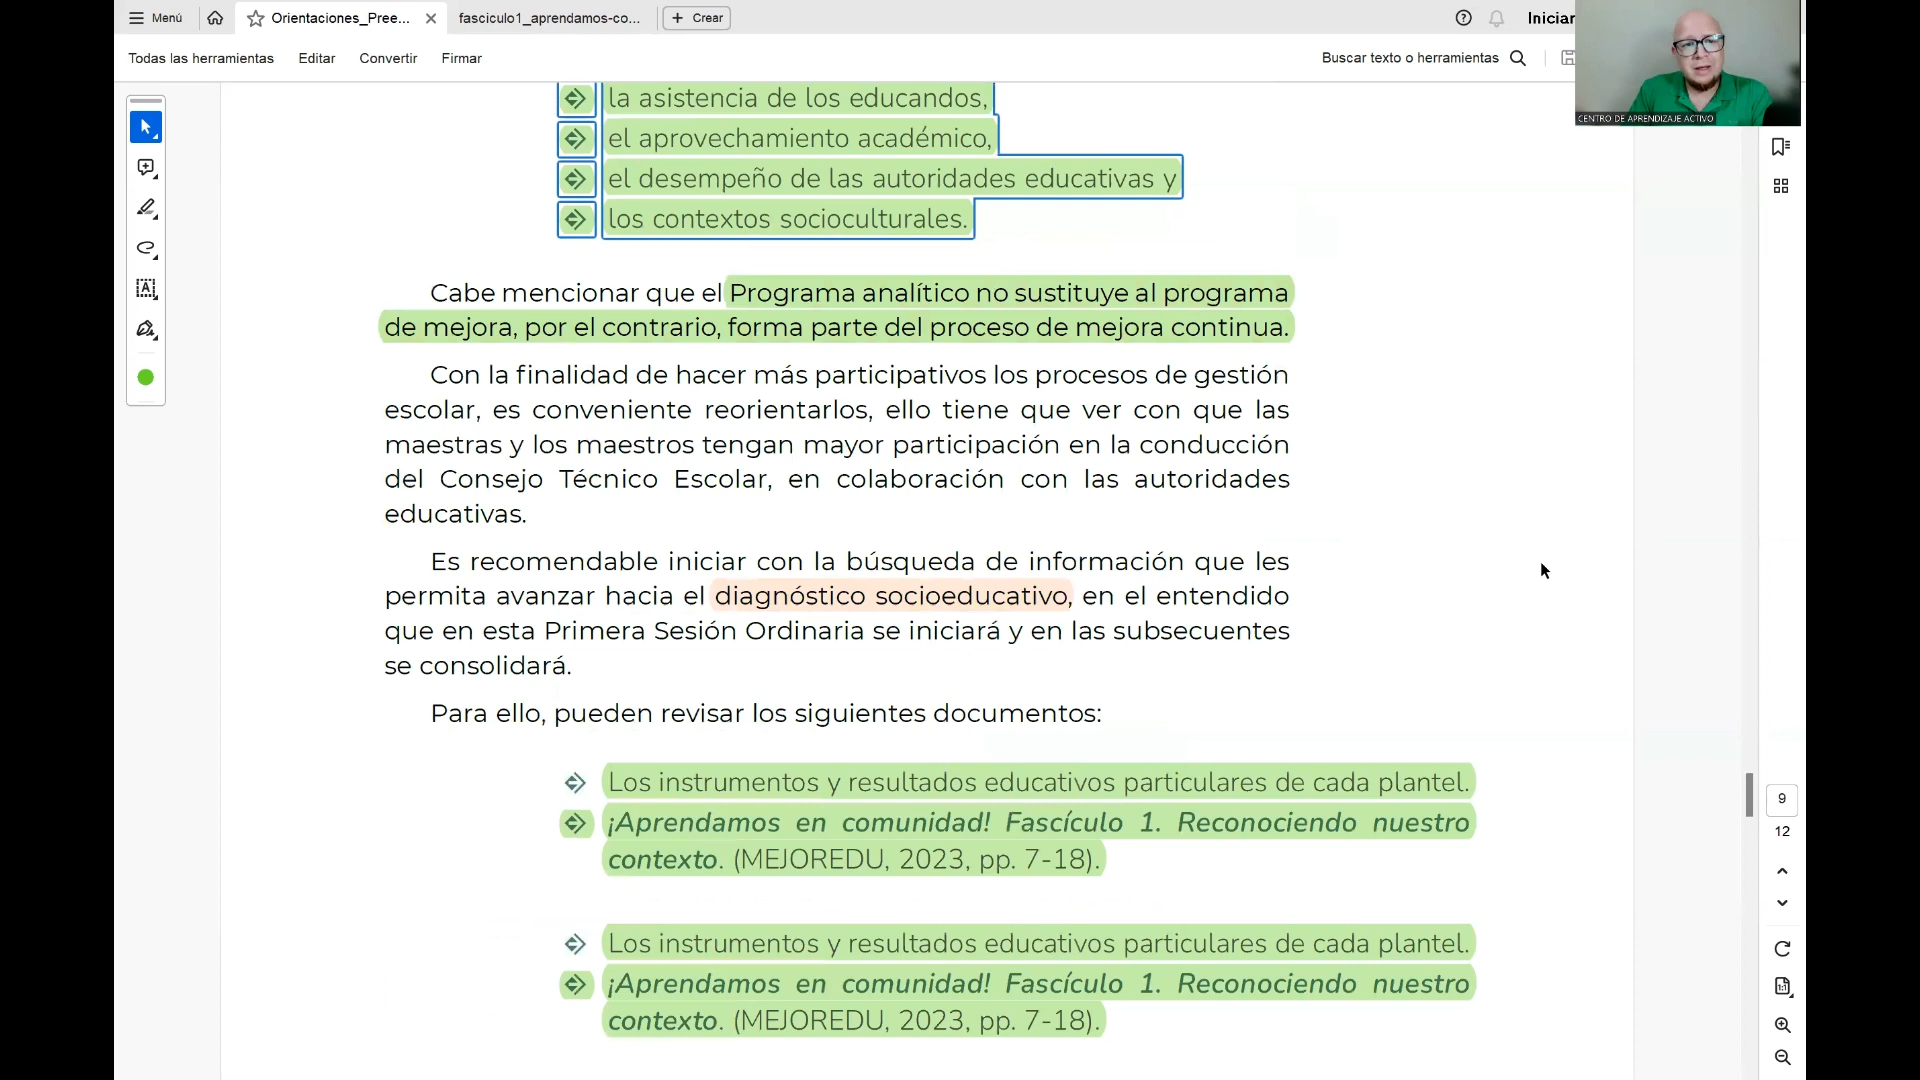 Menú
Orientaciones_Pree...
fasciculo1_aprendamos-co...
Crear
Iniciar
Todas las herramientas
Editar
Convertir
Firmar
Buscar texto o herramientas
CENTRO DE APRENDIZAJE ACTIVO
la asistencia de los educandos,
el aprovechamiento académico,
el desempeño de las autoridades educativas y
los contextos socioculturales.
Cabe mencionar que el Programa analítico no sustituye al programa
de mejora, por el contrario, forma parte del proceso de mejora continua.
Con la finalidad de hacer más participativos los procesos de gestión
escolar, es conveniente reorientarlos, ello tiene que ver con que las
maestras y los maestros tengan mayor participación en la conducción
del Consejo Técnico Escolar, en colaboración con las autoridades
educativas.
Es recomendable iniciar con la búsqueda de información que les
permita avanzar hacia el diagnóstico socioeducativo, en el entendido
que en esta Primera Sesión Ordinaria se iniciará y en las subsecuentes
se consolidará.
Para ello, pueden revisar los siguientes documentos:
Los instrumentos y resultados educativos particulares de cada plantel.
¡Aprendamos en comunidad! Fascículo 1. Reconociendo nuestro
contexto. (MEJOREDU, 2023, pp. 7-18).
Los instrumentos y resultados educativos particulares de cada plantel.
¡Aprendamos en comunidad! Fascículo 1. Reconociendo nuestro
contexto. (MEJOREDU, 2023, pp. 7-18).
9
12